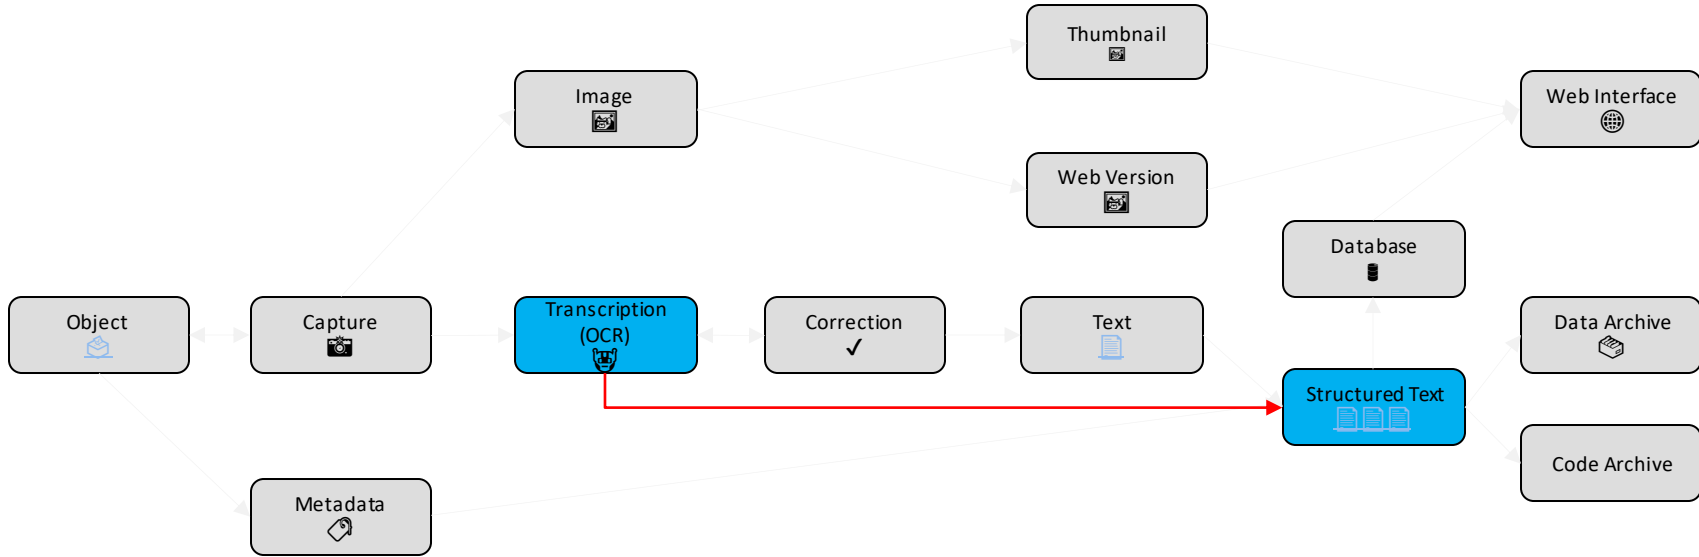 Thumbnail
Image
Web Interface
Web Version
Database
Object
Capture
Transcription
(OCR)
Correction
Text
Data Archive
Structured Text
Code Archive
Metadata